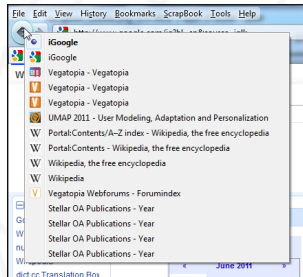 File Edit View History Bookmarks ScrapBook Tools Help
iGoogle
iGoogle
Vegatopia - Vegatopia
Vegatopia - Vegatopia
Vegatopia - Vegatopia
UMAP 2011 - User Modeling, Adaptation and Personalization
Portal:Contents/A–Z index - Wikipedia, the free encyclopedia
Portal:Contents - Wikipedia, the free encyclopedia
Wikipedia, the free encyclopedia
Wikipedia
Vegatopia Webforums - Forumindex
Stellar OA Publications - Year
Stellar OA Publications - Year
Stellar OA Publications - Year
Stellar OA Publications - Year
June 2011 »
dict.cc Translation Box